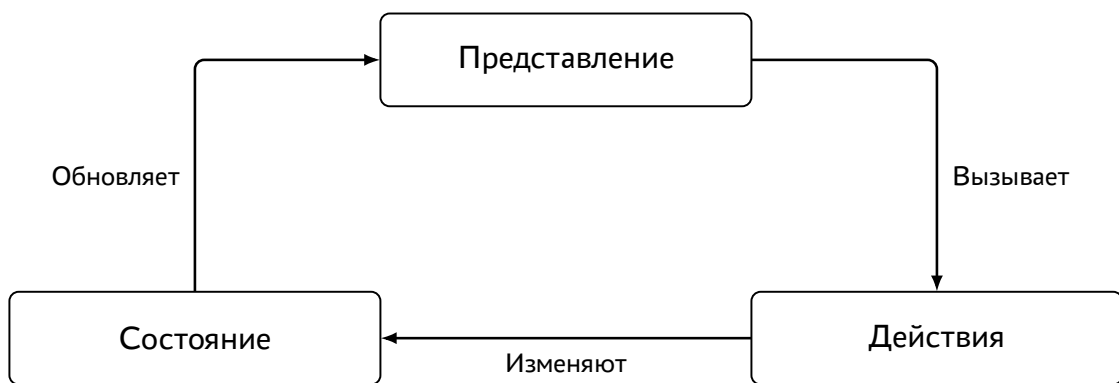 Представление
Обновляет
Вызывает
Состояние
Действия
Изменяют